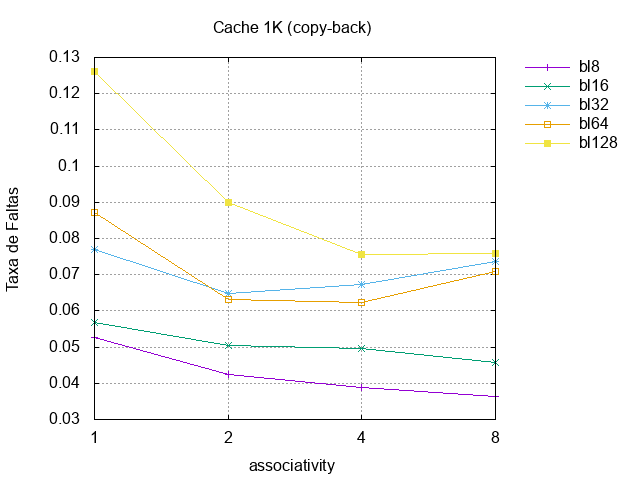 Cache 1K (copy-back)
0.13
0.12
0.11
0.1
0.09
0.08
0.07
0.06
0.05
0.04
0.03
Taxa de Faltas
1 2 4 8
associativity
bl8
bl16
bl32
bl64
bl128